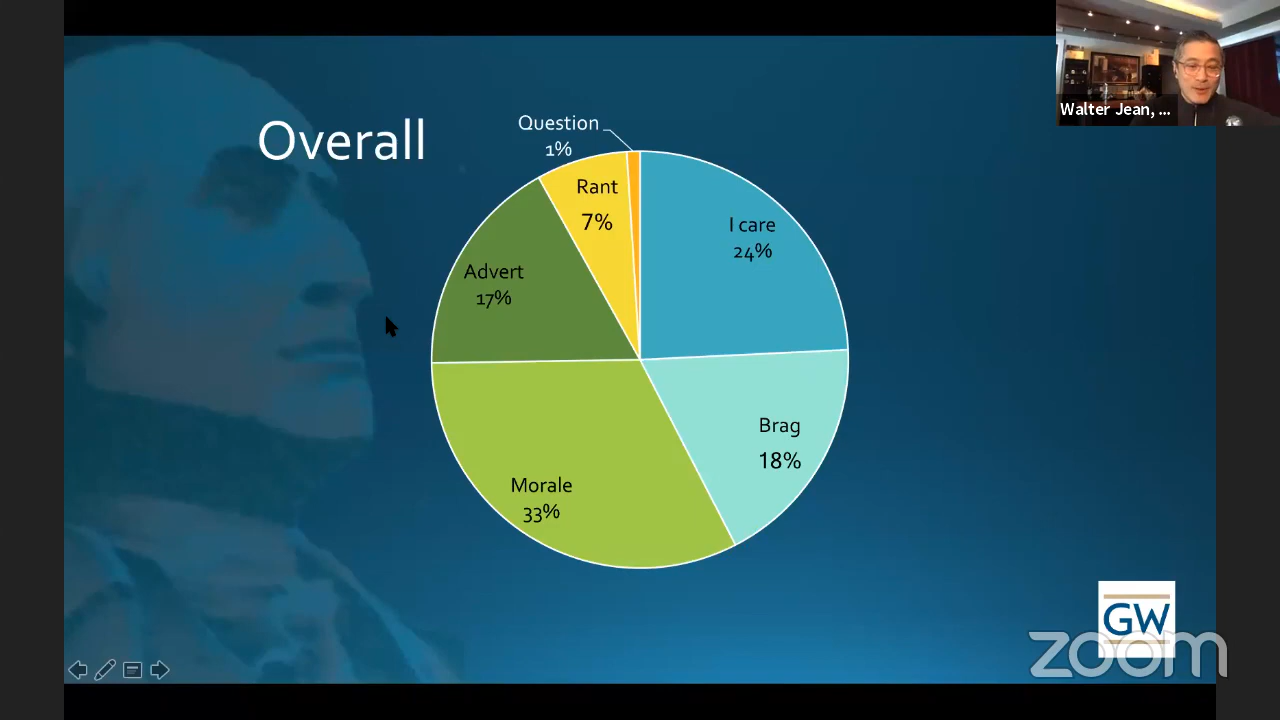 Walter Jean, ...
Overall
Question
1%
Rant
7%
I care
24%
Advert
17%
Brag
18%
Morale
33%
GW
zoom